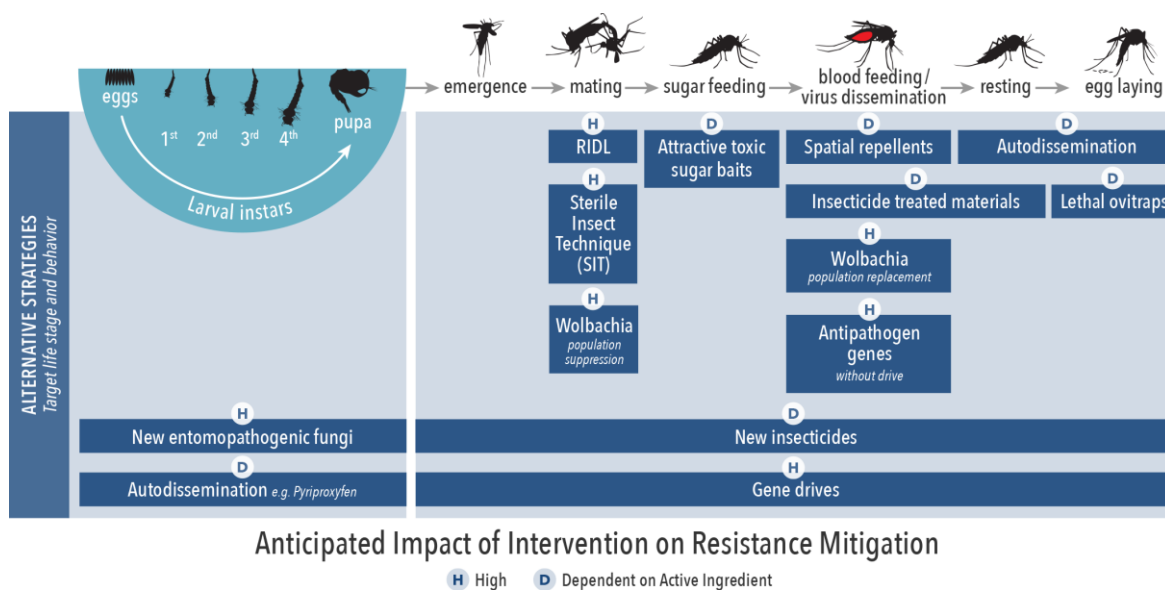 eggs
1st
2nd
3rd
4th
pupa
Larval instars
emergence
mating
sugar feeding
blood feeding/
virus dissemination
resting
egg laying
ALTERNATIVE STRATEGIES
Target life stage and behavior
H
RIDL
D
Attractive toxic
sugar baits
D
Spatial repellents
D
Autodissemination
H
Sterile
Insect
Technique
(SIT)
D
Insecticide treated materials
D
Lethal ovitraps
H
Wolbachia
population replacement
H
Wolbachia
population
suppression
H
Antipathogen
genes
without drive
H
New entomopathogenic fungi
D
New insecticides
D
Autodissemination e.g. Pyriproxyfen
H
Gene drives
Anticipated Impact of Intervention on Resistance Mitigation
H High D Dependent on Active Ingredient